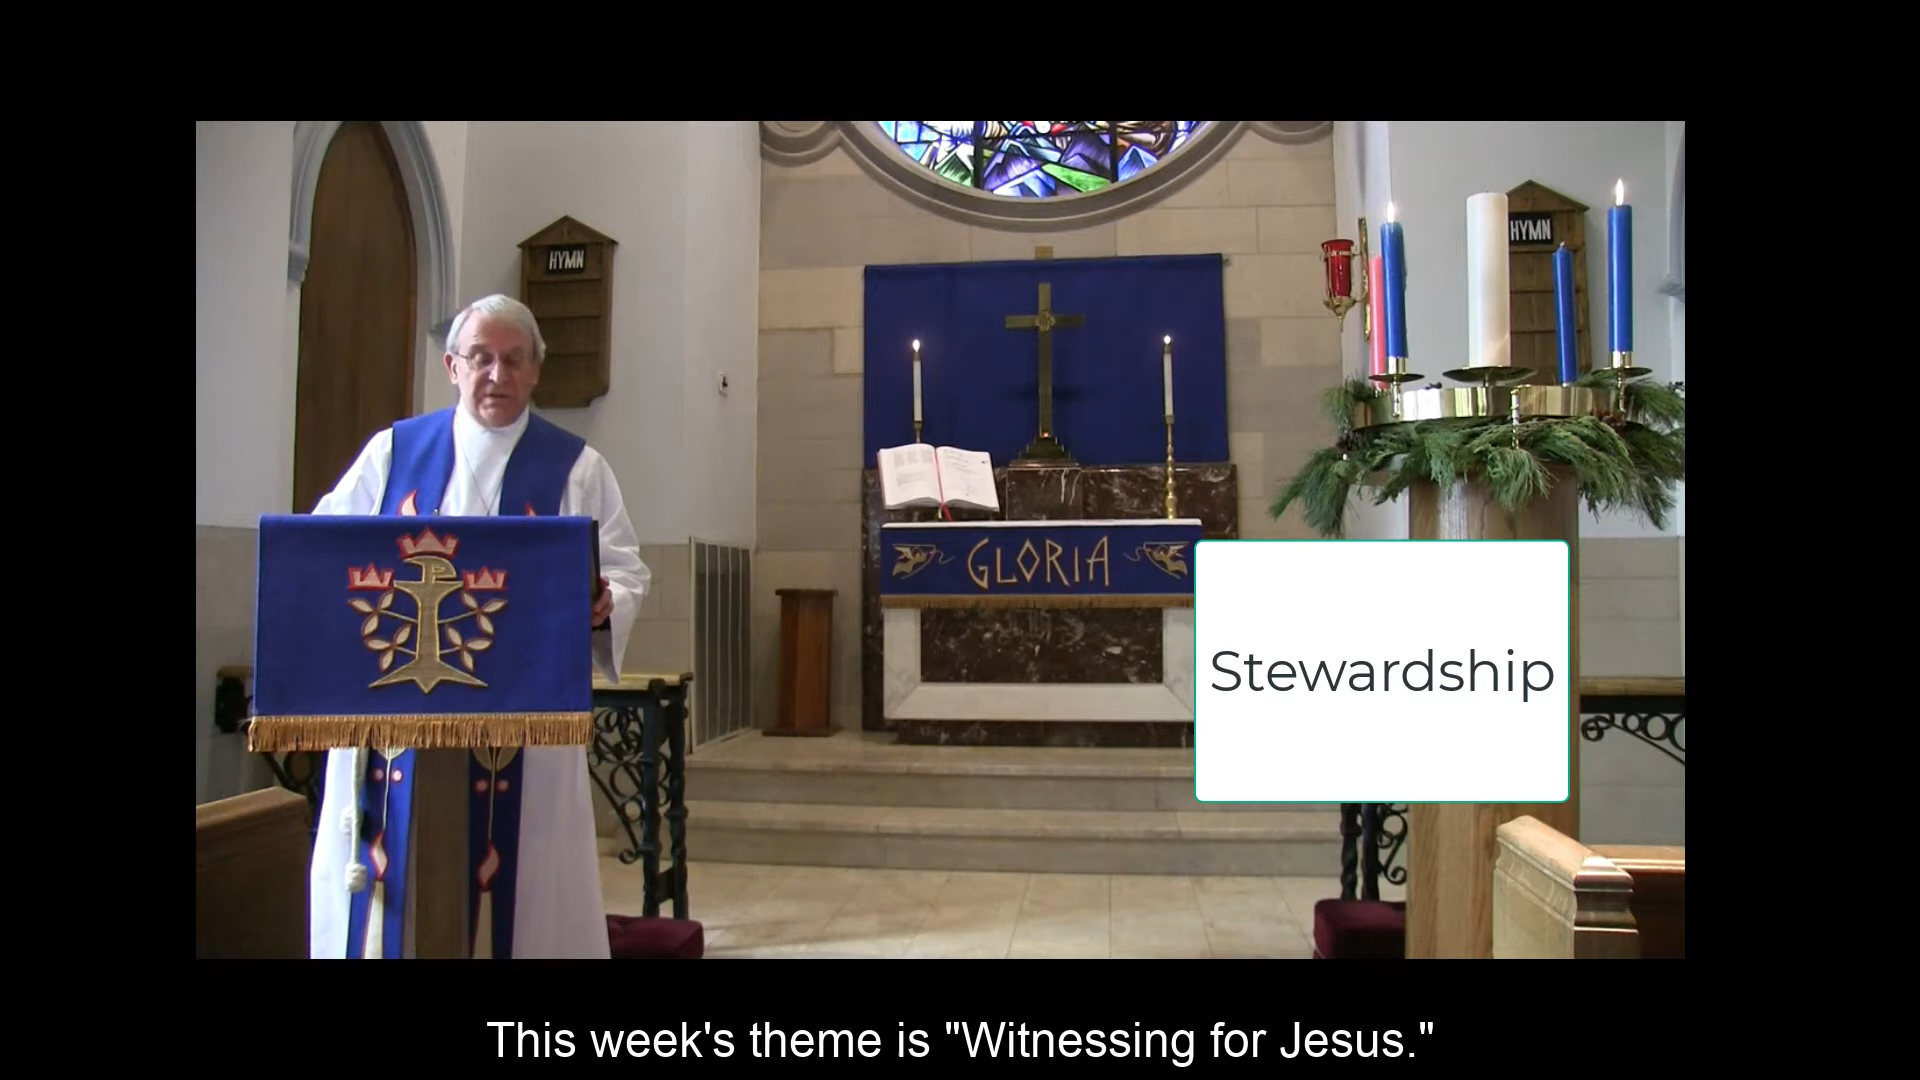 HYMN
HYMN
GLORIA
Stewardship
This week's theme is "Witnessing for Jesus."